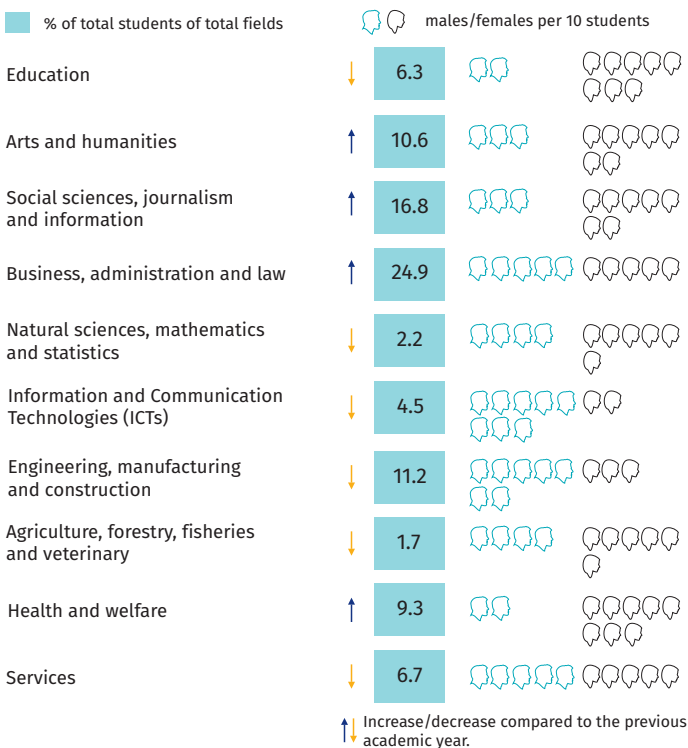 % of total students of total fields
males/females per 10 students
Education
6.3
Arts and humanities
10.6
Social sciences, journalism
and information
16.8
Business, administration and law
24.9
Natural sciences, mathematics
and statistics
2.2
Information and Communication
Technologies (ICTs)
4.5
Engineering, manufacturing
and construction
11.2
Agriculture, forestry, fisheries
and veterinary
1.7
Health and welfare
9.3
Services
6.7
Increase/decrease compared to the previous
academic year.